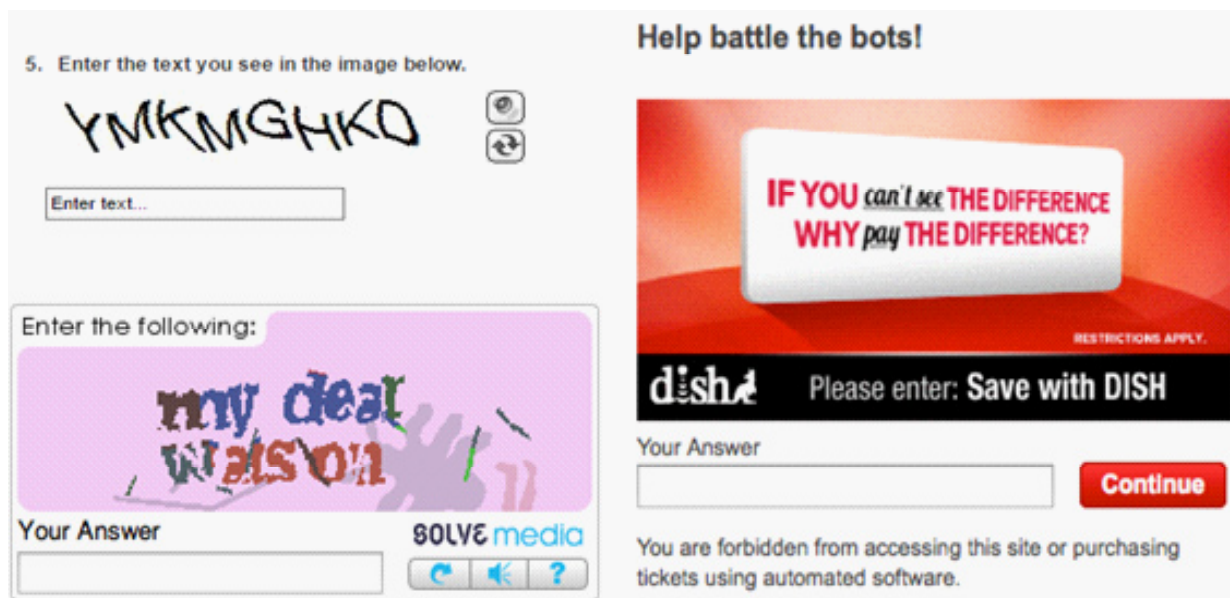 5. Enter the text you see in the image below.
YMKMGHKD
Enter text...
Enter the following:
my dear
watson
Your Answer
SOLVE media
?
Help battle the bots!
IF YOU can't see THE DIFFERENCE
WHY pay THE DIFFERENCE?
RESTRICTIONS APPLY.
dish Please enter: Save with DISH
Your Answer
Continue
You are forbidden from accessing this site or purchasing
tickets using automated software.